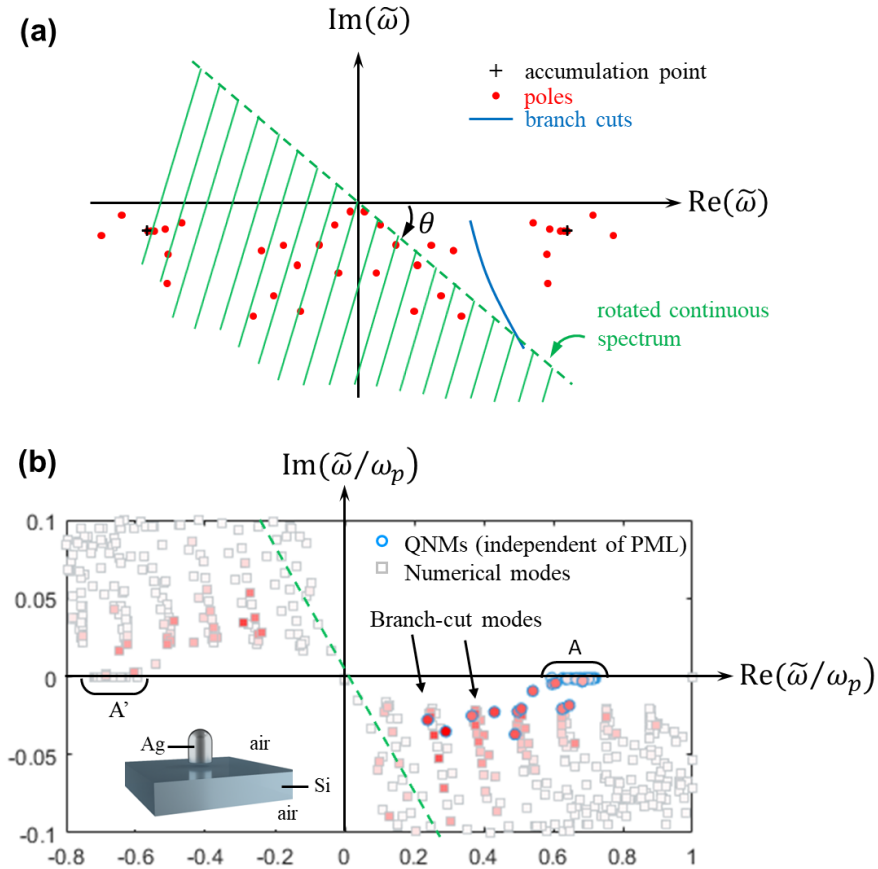 (a)
Im(ω̃)
+ accumulation point
poles
branch cuts
Re(ω̃)
θ
rotated continuous
spectrum
(b)
Im(ω̃/ωp)
0.1
QNMs (independent of PML)
Numerical modes
0.05
Branch-cut modes
A
0
Re(ω̃/ωp)
A'
Ag
air
-0.05
Si
air
-0.1
-0.8 -0.6 -0.4 -0.2 0 0.2 0.4 0.6 0.8 1